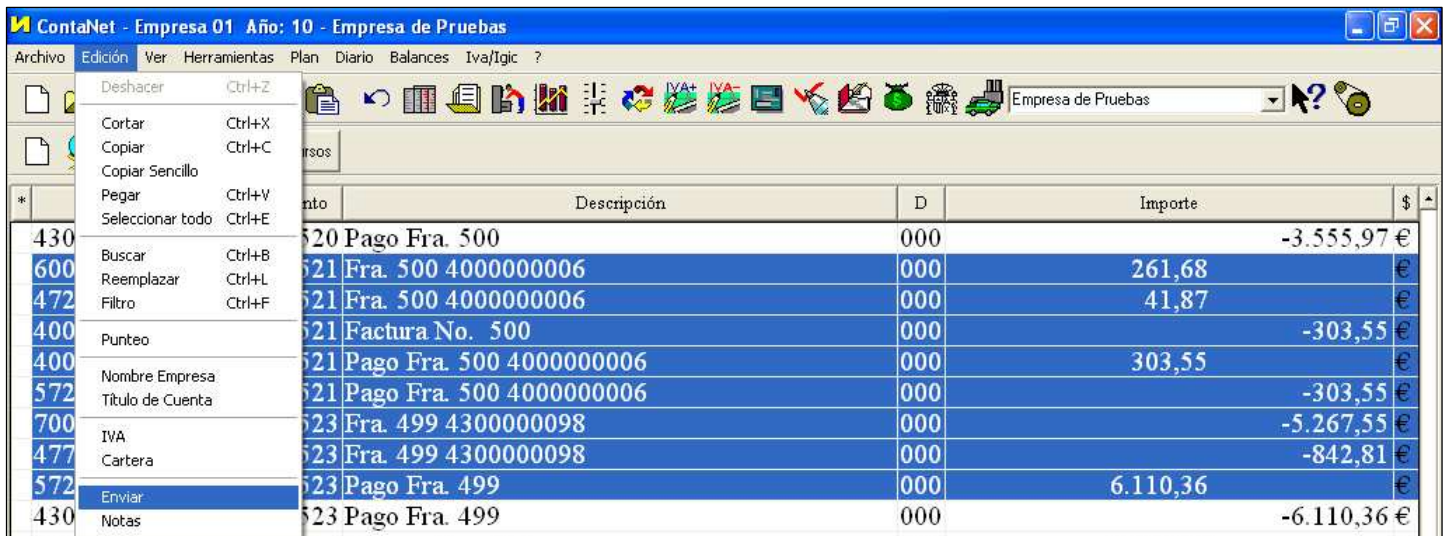 ContaNet - Empresa 01 Año: 10 - Empresa de Pruebas
Archivo Edición Ver Herramientas Plan Diario Balances Iva/Igic ?
Deshacer Ctrl+Z
IVA+ IVA- Empresa de Pruebas
Cortar Ctrl+X
Copiar Ctrl+C
rsos
Copiar Sencillo
Pegar Ctrl+V
Seleccionar todo Ctrl+E
Buscar Ctrl+B
Reemplazar Ctrl+L
Filtro Ctrl+F
Punteo
Nombre Empresa
Título de Cuenta
IVA
Cartera
Enviar
Notas
* nto Descripción D Importe $
430 520 Pago Fra. 500 000 -3.555,97 €
600 521 Fra. 500 4000000006 000 261,68 €
472 521 Fra. 500 4000000006 000 41,87 €
400 521 Factura No. 500 000 -303,55 €
400 521 Pago Fra. 500 4000000006 000 303,55 €
572 521 Pago Fra. 500 4000000006 000 -303,55 €
700 523 Fra. 499 4300000098 000 -5.267,55 €
477 523 Fra. 499 4300000098 000 -842,81 €
572 523 Pago Fra. 499 000 6.110,36 €
430 523 Pago Fra. 499 000 -6.110,36 €